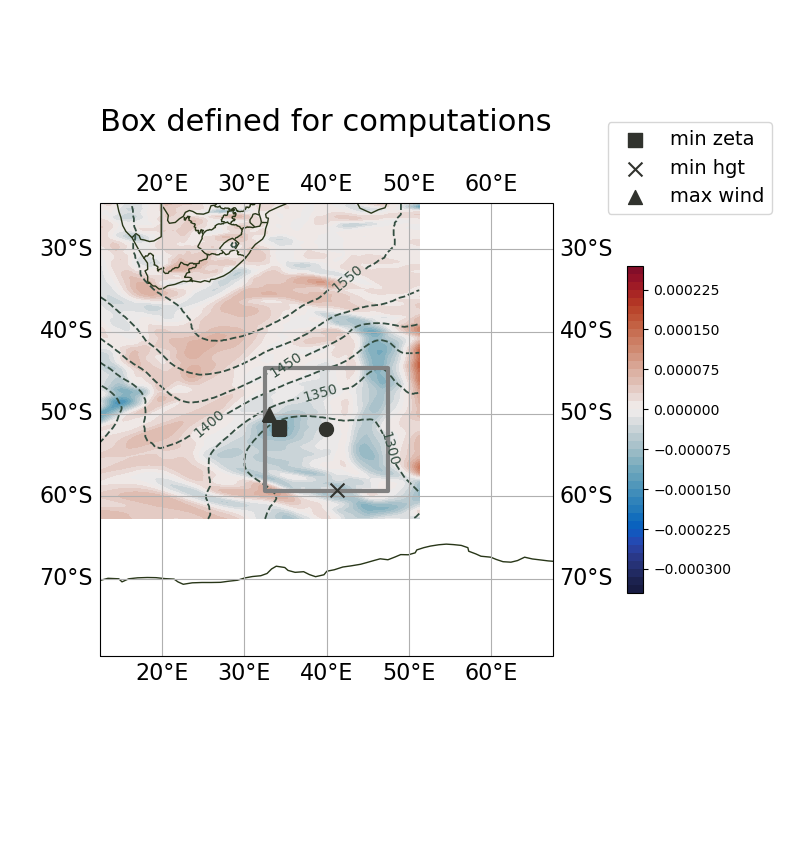 Box defined for computations
min zeta
min hgt
max wind
20°E 30°E 40°E 50°E 60°E
30°S 30°S
40°S 40°S
50°S 50°S
60°S 60°S
70°S 70°S
1550
1450
1350
1400
1300
0.000225
0.000150
0.000075
0.000000
−0.000075
−0.000150
−0.000225
−0.000300
20°E 30°E 40°E 50°E 60°E